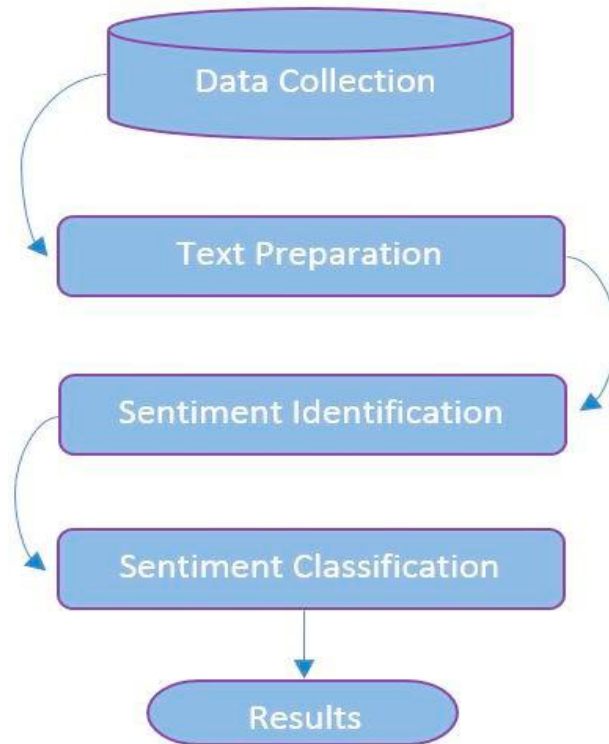 Data Collection
Text Preparation
Sentiment Identification
Sentiment Classification
Results